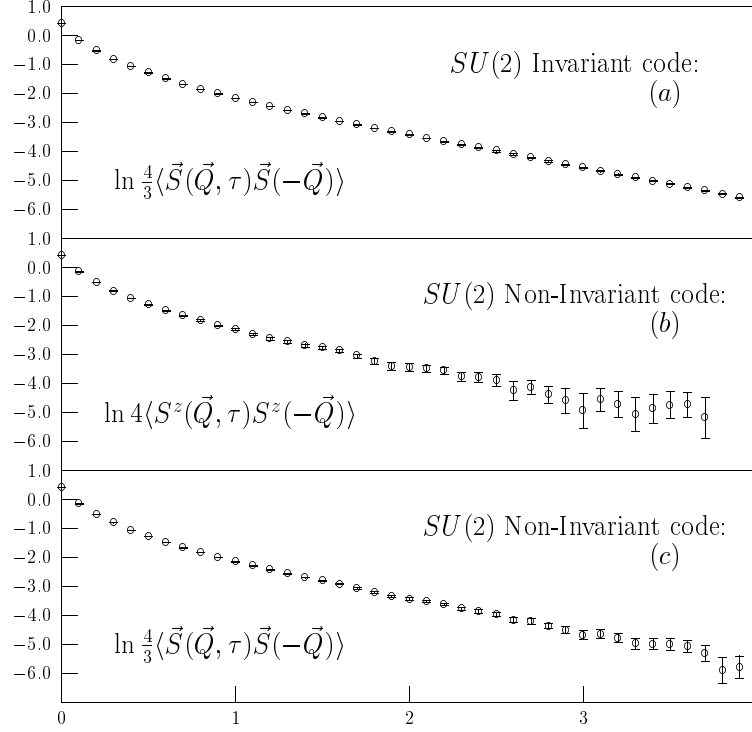 1.0
0.0
−1.0
−2.0
−3.0
−4.0
−5.0
−6.0
SU(2) Invariant code:
(a)
ln 4/3⟨S⃗(Q⃗, τ)S⃗(−Q⃗)⟩
1.0
0.0
−1.0
−2.0
−3.0
−4.0
−5.0
−6.0
SU(2) Non-Invariant code:
(b)
ln 4⟨Sᶻ(Q⃗, τ)Sᶻ(−Q⃗)⟩
1.0
0.0
−1.0
−2.0
−3.0
−4.0
−5.0
−6.0
SU(2) Non-Invariant code:
(c)
ln 4/3⟨S⃗(Q⃗, τ)S⃗(−Q⃗)⟩
0 1 2 3